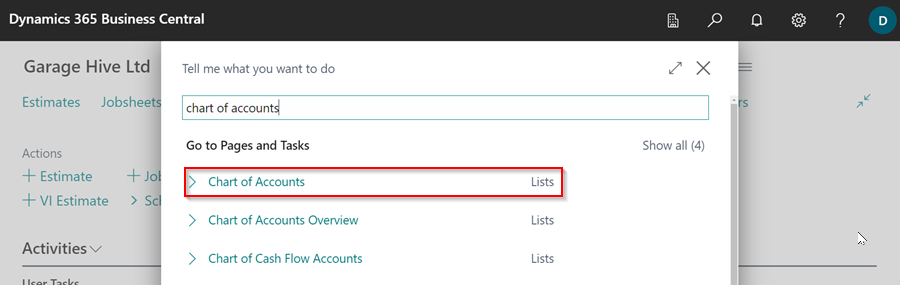 Dynamics 365 Business Central
? D
Garage Hive Ltd
Tell me what you want to do
Estimates Jobsheets
chart of accounts
Go to Pages and Tasks Show all (4)
Actions
+ Estimate + Jo
> Chart of Accounts Lists
+ VI Estimate > Sch
> Chart of Accounts Overview Lists
Activities
> Chart of Cash Flow Accounts Lists
User Tasks